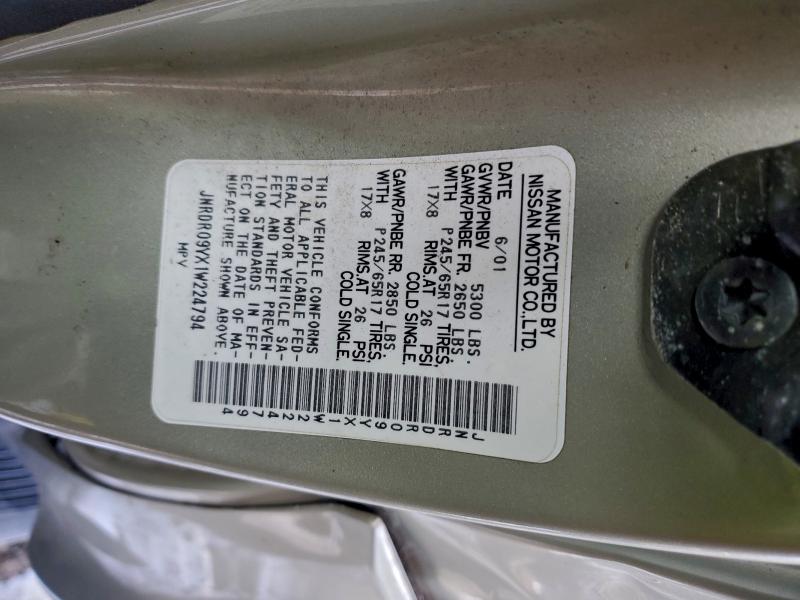 MANUFACTURED BY
NISSAN MOTOR CO.,LTD.
DATE 6/01
GVWR/PNBV 5300 LBS.
GAWR/PNBE FR. 2650 LBS.
WITH P245/65R17 TIRES,
17X8 RIMS,AT 26 PSI
COLD SINGLE.
GAWR/PNBE RR. 2850 LBS.
WITH P245/65R17 TIRES,
17X8 RIMS,AT 26 PSI
COLD SINGLE.
THIS VEHICLE CONFORMS
TO ALL APPLICABLE FED-
ERAL MOTOR VEHICLE SA-
FETY AND THEFT PREVEN-
TION STANDARDS IN EFF-
ECT ON THE DATE OF MA-
NUFACTURE SHOWN ABOVE.
JNRDR09YX1W224794
MPV
JNRDR09YX1W224794